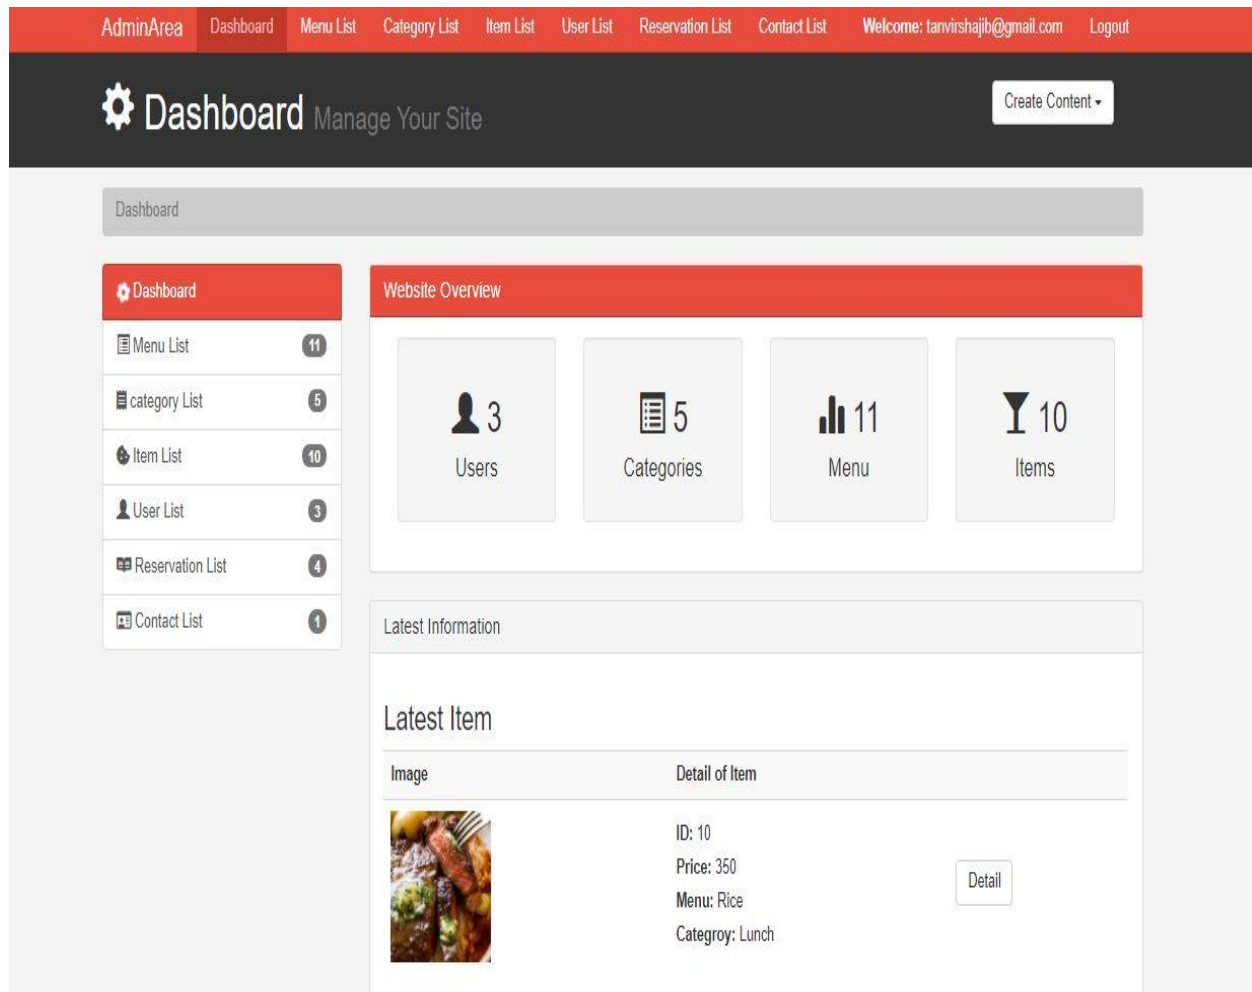 AdminArea Dashboard Menu List Category List Item List User List Reservation List Contact List Welcome: tanvirshajib@gmail.com Logout
Dashboard Manage Your Site
Create Content
Dashboard
Dashboard
Menu List 11
category List 5
Item List 10
User List 3
Reservation List 4
Contact List 1
Website Overview
3
Users
5
Categories
11
Menu
10
Items
Latest Information
Latest Item
Image Detail of Item
ID: 10
Price: 350
Menu: Rice
Categroy: Lunch
Detail